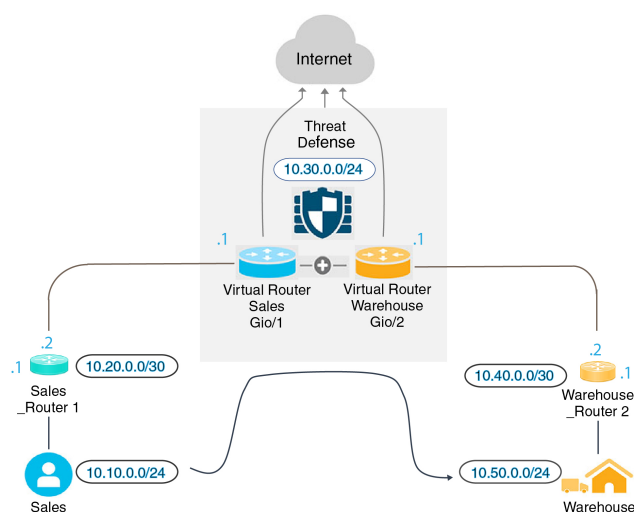 Internet
Threat
Defense
10.30.0.0/24
.1
.1
Virtual Router
Sales
Gio/1
Virtual Router
Warehouse
Gio/2
.2
.1
10.20.0.0/30
Sales
_Router 1
10.40.0.0/30
.2
.1
Warehouse
_Router 2
10.10.0.0/24
Sales
10.50.0.0/24
Warehouse